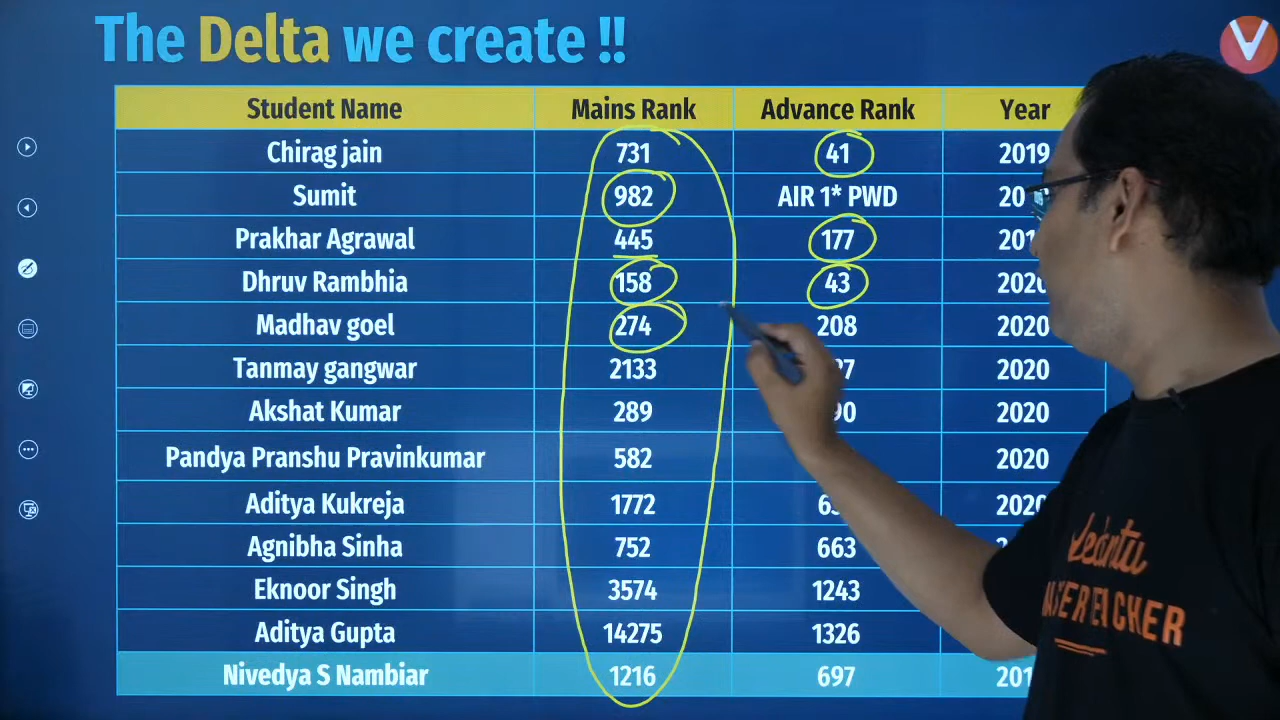 The Delta we create !!
V
Student Name Mains Rank Advance Rank Year
Chirag jain 731 41 2019
Sumit 982 AIR 1* PWD
Prakhar Agrawal 445 177
Dhruv Rambhia 158 43 2020
Madhav goel 274 208 2020
Tanmay gangwar 2133 2020
Akshat Kumar 289 2020
Pandya Pranshu Pravinkumar 582 2020
Aditya Kukreja 1772 2020
Agnibha Sinha 752 663
Eknoor Singh 3574 1243
Aditya Gupta 14275 1326
Nivedya S Nambiar 1216 697
Vedantu